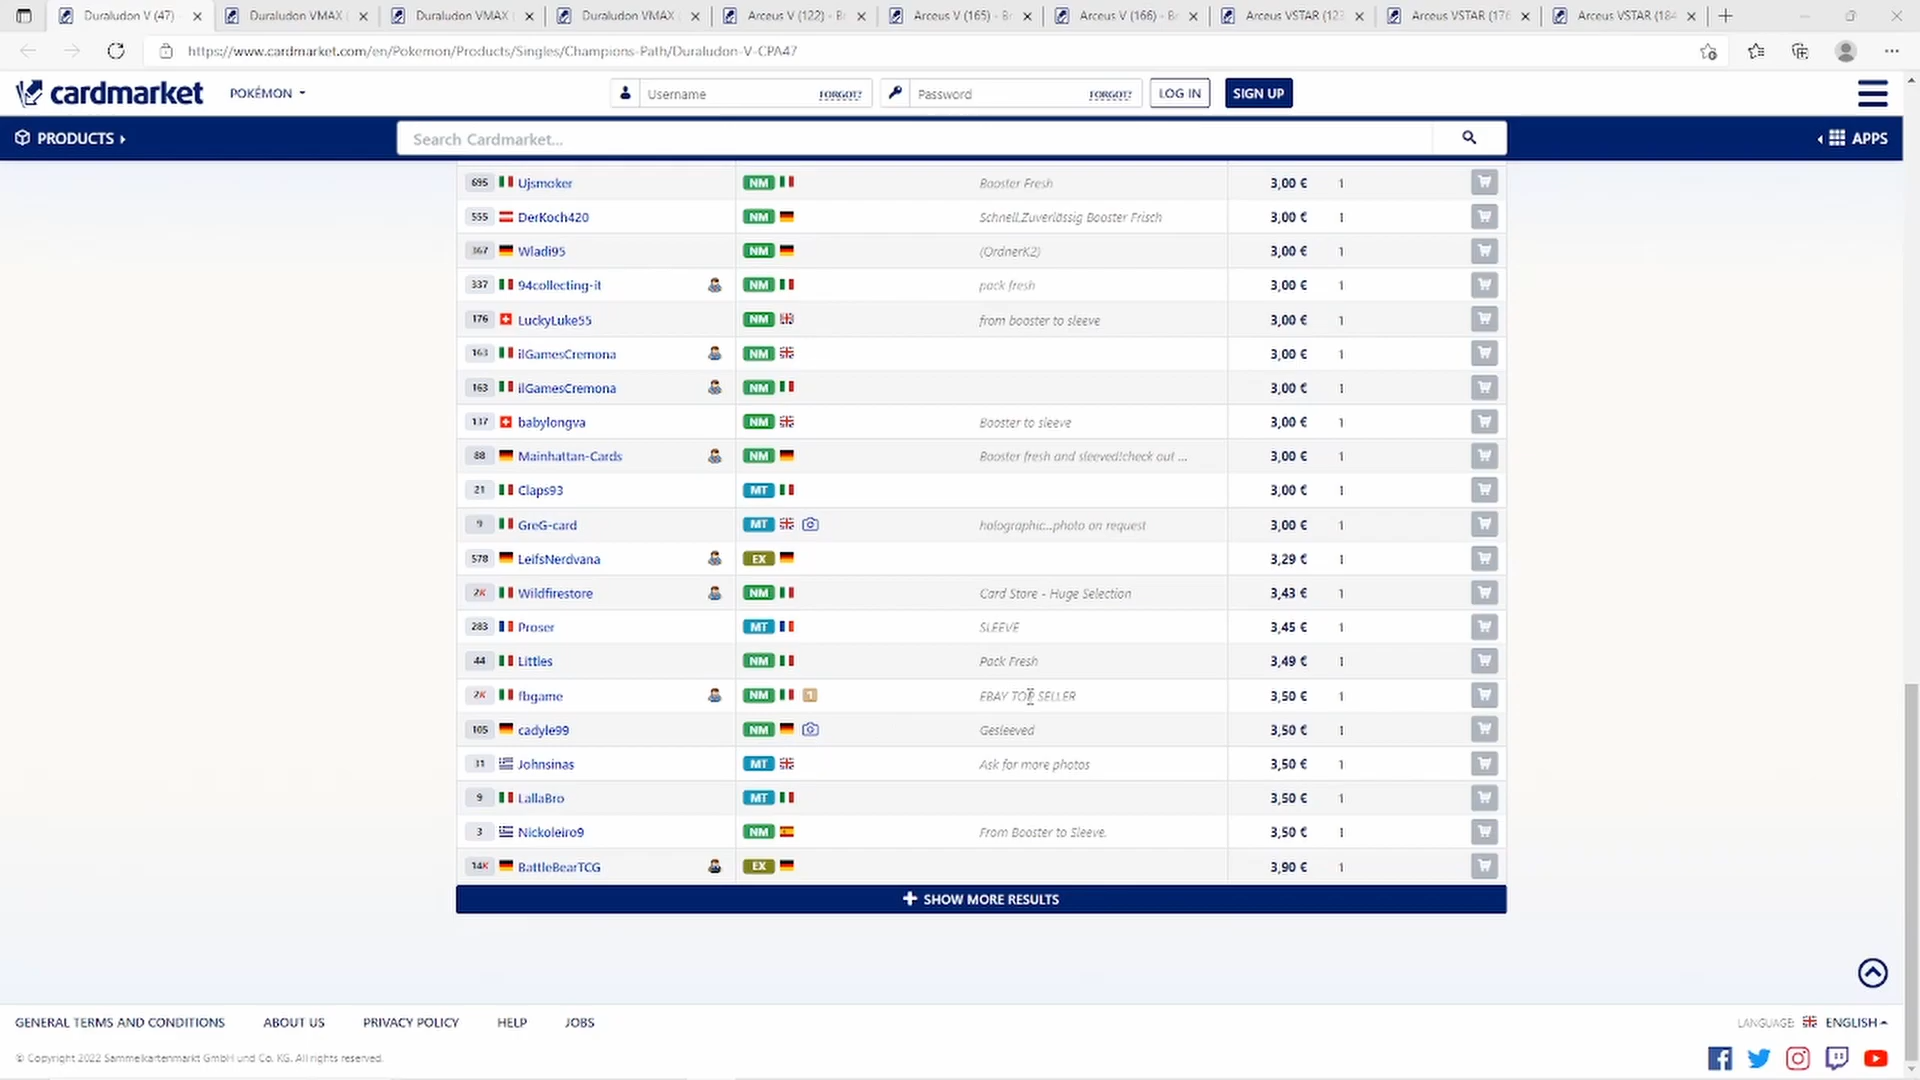 Duraludon V (47) -
Duraludon VMAX
Duraludon VMAX
Duraludon VMAX
Arceus V (122) - Br
Arceus V (165) - Br
Arceus V (166) - Br
Arceus VSTAR (123
Arceus VSTAR (176
Arceus VSTAR (184
https://www.cardmarket.com/en/Pokemon/Products/Singles/Champions-Path/Duraludon-V-CPA47
cardmarket
POKÉMON
Username
FORGOT?
Password
FORGOT?
LOG IN
SIGN UP
PRODUCTS
Search Cardmarket...
APPS
695 Ujsmoker NM Booster Fresh 3,00 € 1
555 DerKoch420 NM Schnell.Zuverlässig Booster Frisch 3,00 € 1
367 Wladi95 NM (OrdnerK2) 3,00 € 1
337 94collecting-it NM pack fresh 3,00 € 1
176 LuckyLuke55 NM from booster to sleeve 3,00 € 1
163 ilGamesCremona NM 3,00 € 1
163 ilGamesCremona NM 3,00 € 1
137 babylongva NM Booster to sleeve 3,00 € 1
88 Mainhattan-Cards NM Booster fresh and sleeved!check out ... 3,00 € 1
21 Claps93 MT 3,00 € 1
9 GreG-card MT holographic...photo on request 3,00 € 1
578 LeifsNerdvana EX 3,29 € 1
2K Wildfirestore NM Card Store - Huge Selection 3,43 € 1
283 Proser MT SLEEVE 3,45 € 1
44 Littles NM Pack Fresh 3,49 € 1
2K fbgame NM 1 EBAY TOP SELLER 3,50 € 1
105 cadyle99 NM Gesleeved 3,50 € 1
31 Johnsinas MT Ask for more photos 3,50 € 1
9 LallaBro MT 3,50 € 1
3 Nickoleiro9 NM From Booster to Sleeve. 3,50 € 1
14K BattleBearTCG EX 3,90 € 1
SHOW MORE RESULTS
GENERAL TERMS AND CONDITIONS
ABOUT US
PRIVACY POLICY
HELP
JOBS
LANGUAGE: ENGLISH
© Copyright 2022 Sammelkartenmarkt GmbH und Co. KG. All rights reserved.